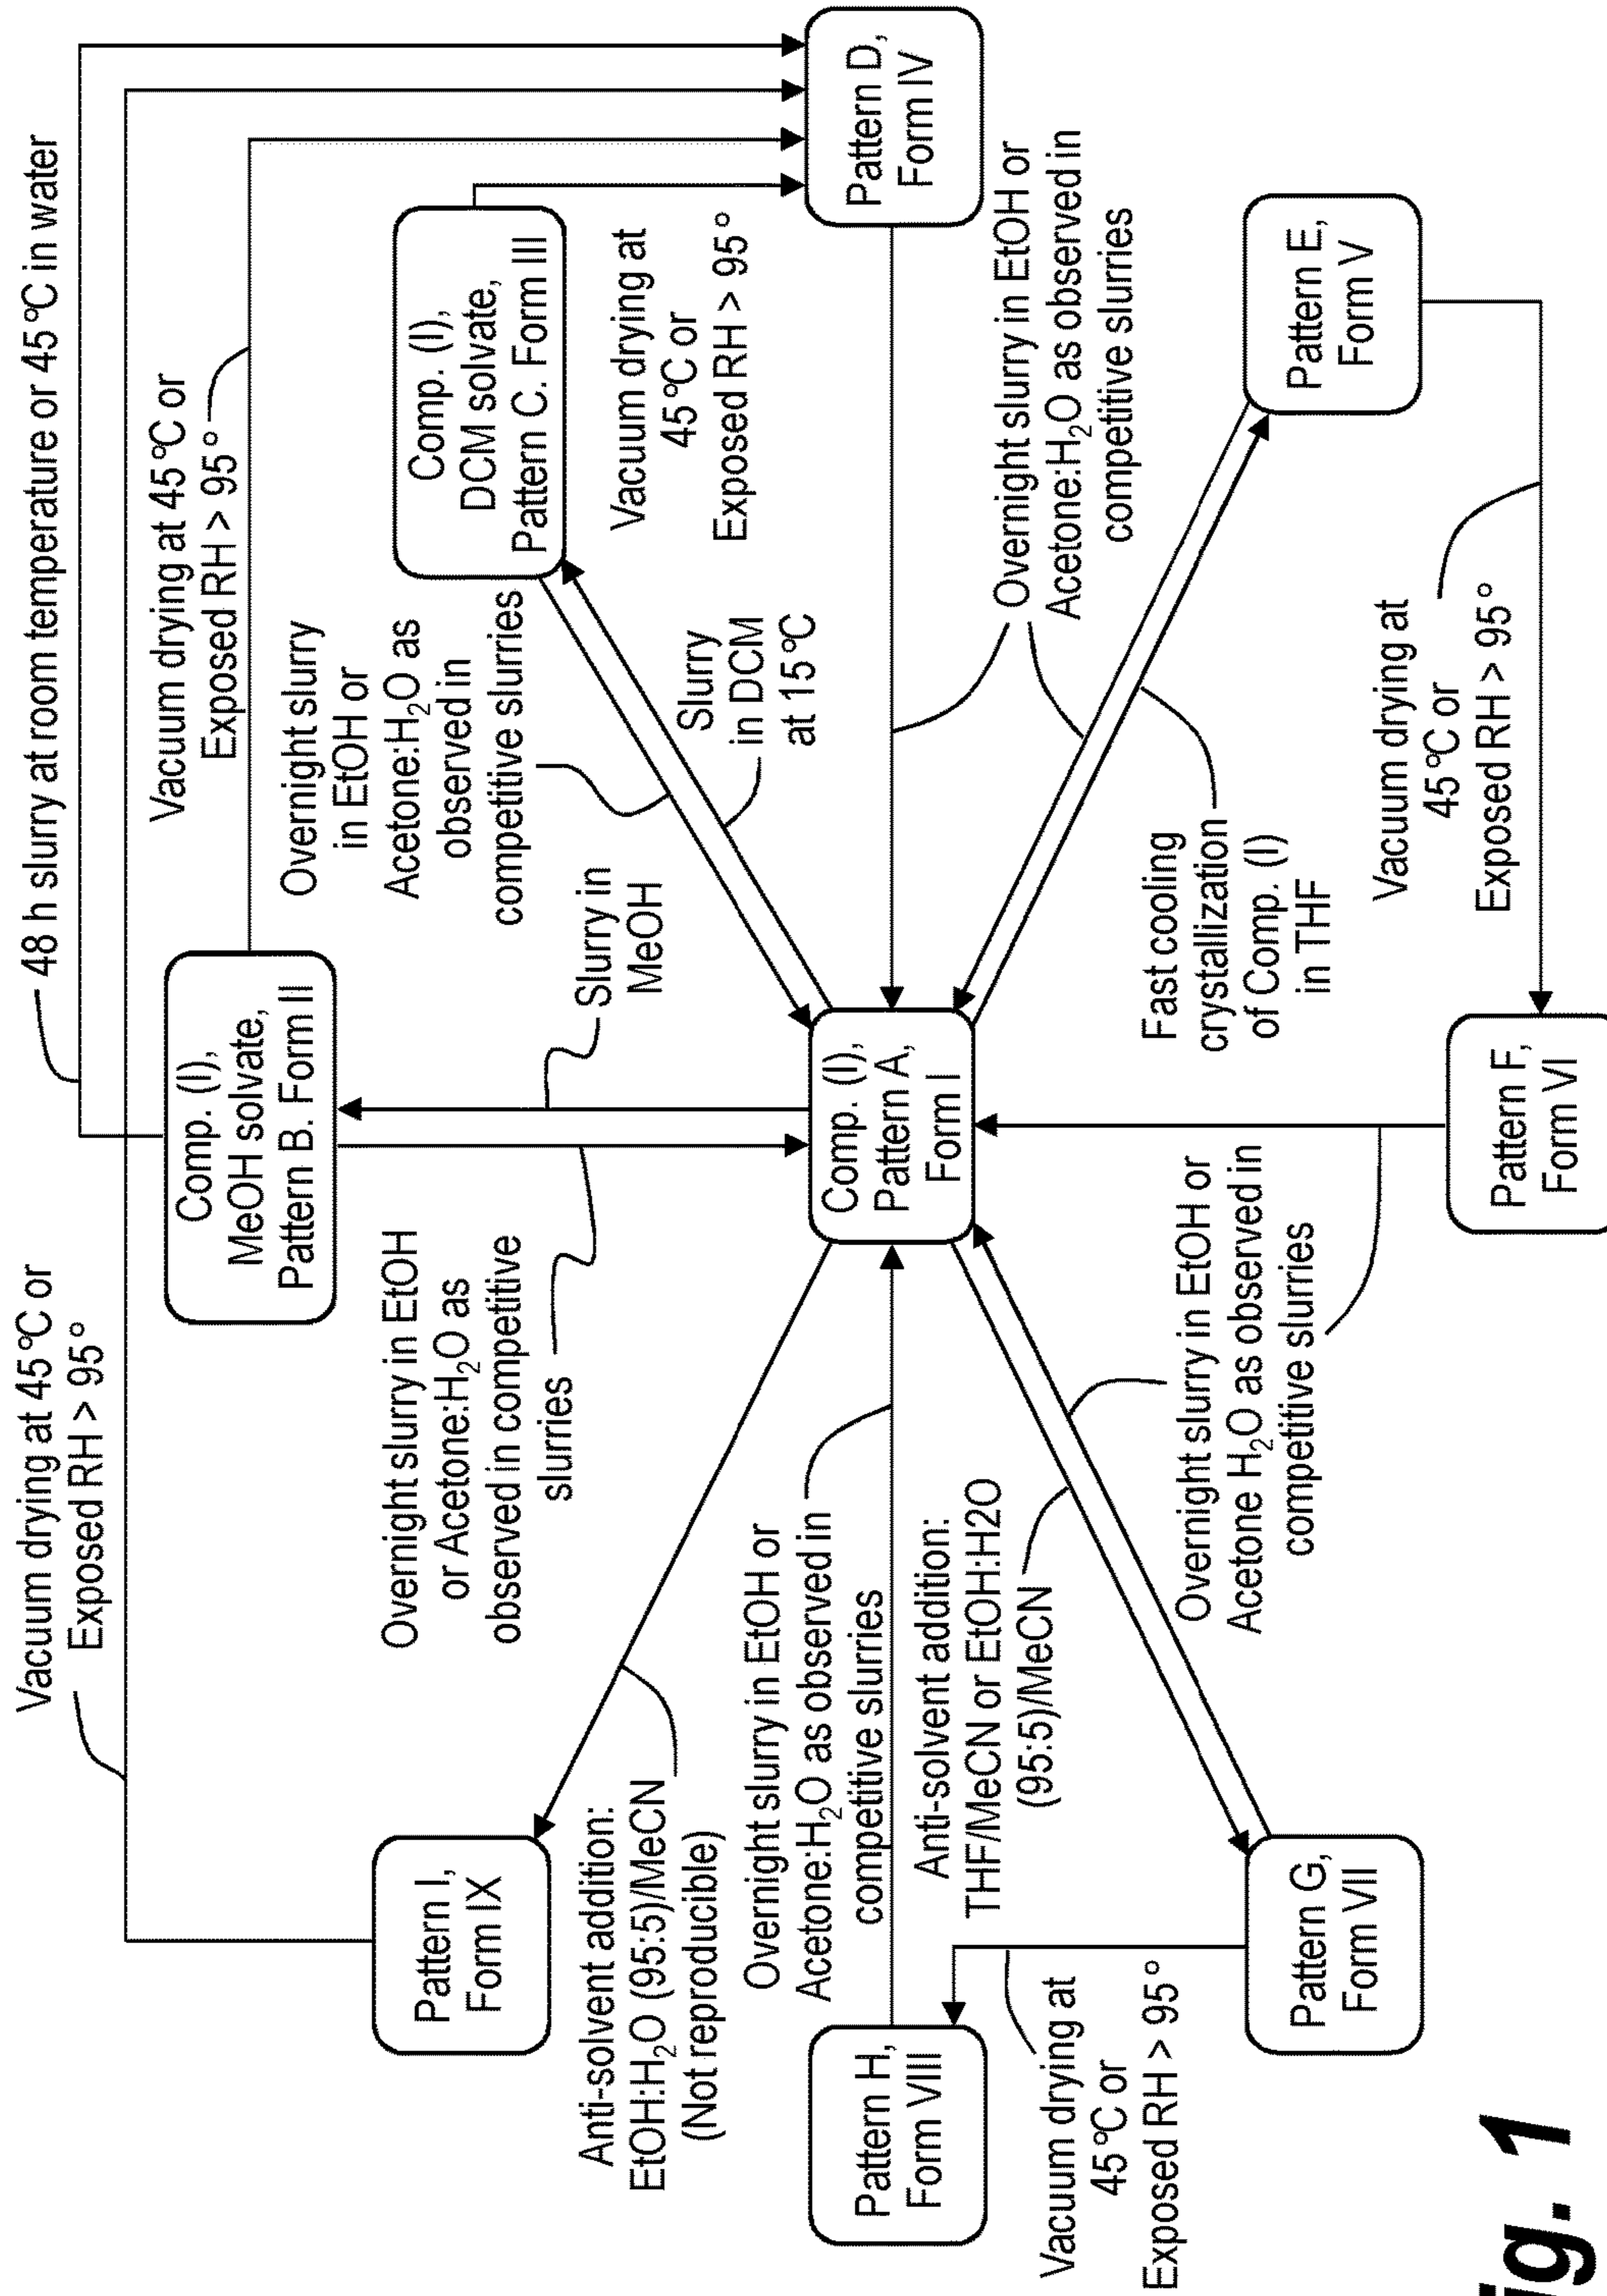 Vacuum drying at 45°C or
Exposed RH > 95°
48 h slurry at room temperature or 45°C in water
Comp. (I),
MeOH solvate,
Pattern B. Form II
Vacuum drying at 45°C or
Exposed RH > 95°
Pattern I,
Form IX
Overnight slurry in EtOH
or Acetone:H₂O as
observed in competitive
slurries
Slurry in
MeOH
Overnight slurry
in EtOH or
Acetone:H₂O as
observed in
competitive slurries
Comp. (I),
DCM solvate,
Pattern C. Form III
Anti-solvent addition:
EtOH:H₂O (95:5)/MeCN
(Not reproducible)
Slurry
in DCM
at 15°C
Vacuum drying at
45°C or
Exposed RH > 95°
Pattern H,
Form VIII
Overnight slurry in EtOH or
Acetone:H₂O as observed in
competitive slurries
Comp. (I),
Pattern A,
Form I
Pattern D,
Form IV
Anti-solvent addition:
THF/MeCN or EtOH:H2O
(95:5)/MeCN
Overnight slurry in EtOH or
Acetone:H₂O as observed in
competitive slurries
Vacuum drying at
45°C or
Exposed RH > 95°
Overnight slurry in EtOH or
Acetone H₂O as observed in
competitive slurries
Fast cooling
crystallization
of Comp. (I)
in THF
Pattern G,
Form VII
Pattern E,
Form V
Vacuum drying at
45°C or
Exposed RH > 95°
Pattern F,
Form VI
ig. 1